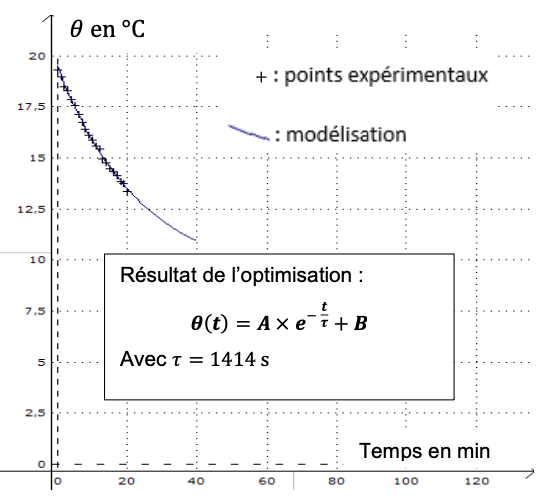 θ en °C
20
17,5
15
12,5
10
7,5
5
2,5
0
+ : points expérimentaux
: modélisation
Résultat de l'optimisation :
θ(t) = A × e^{-t/τ} + B
Avec τ = 1414 s
Temps en min
0 20 40 60 80 100 120